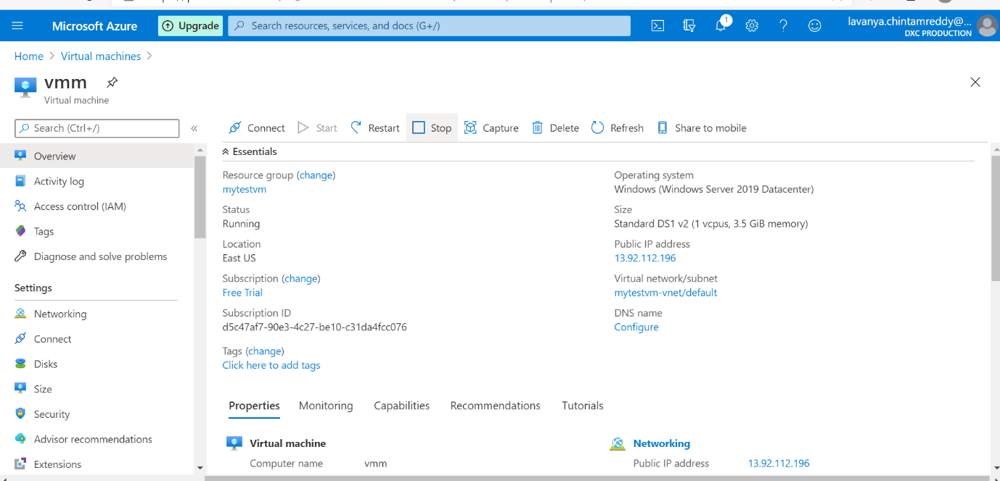 Microsoft Azure
Upgrade
Search resources, services, and docs (G+/)
1
lavanya.chintamreddy@...
DXC PRODUCTION
Home > Virtual machines >
vmm
Virtual machine
Search (Ctrl+/)
«
Connect Start Restart Stop Capture Delete Refresh Share to mobile
Overview
Activity log
Access control (IAM)
Tags
Diagnose and solve problems
Settings
Networking
Connect
Disks
Size
Security
Advisor recommendations
Extensions
Essentials
Resource group (change)
mytestvm
Status
Running
Location
East US
Subscription (change)
Free Trial
Subscription ID
d5c47af7-90e3-4c27-be10-c31da4fcc076
Tags (change)
Click here to add tags
Operating system
Windows (Windows Server 2019 Datacenter)
Size
Standard DS1 v2 (1 vcpus, 3.5 GiB memory)
Public IP address
13.92.112.196
Virtual network/subnet
mytestvm-vnet/default
DNS name
Configure
Properties Monitoring Capabilities Recommendations Tutorials
Virtual machine
Computer name vmm
Networking
Public IP address 13.92.112.196